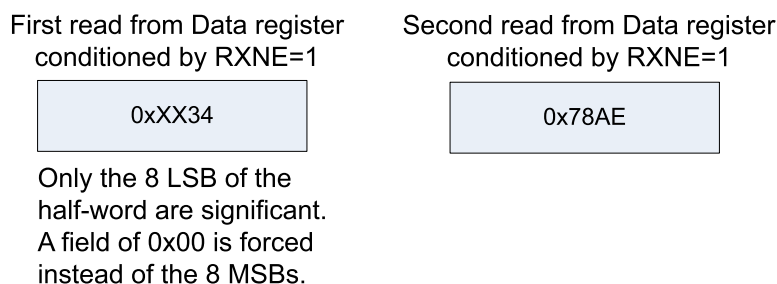 First read from Data register
conditioned by RXNE=1
0xXX34
Only the 8 LSB of the
half-word are significant.
A field of 0x00 is forced
instead of the 8 MSBs.
Second read from Data register
conditioned by RXNE=1
0x78AE